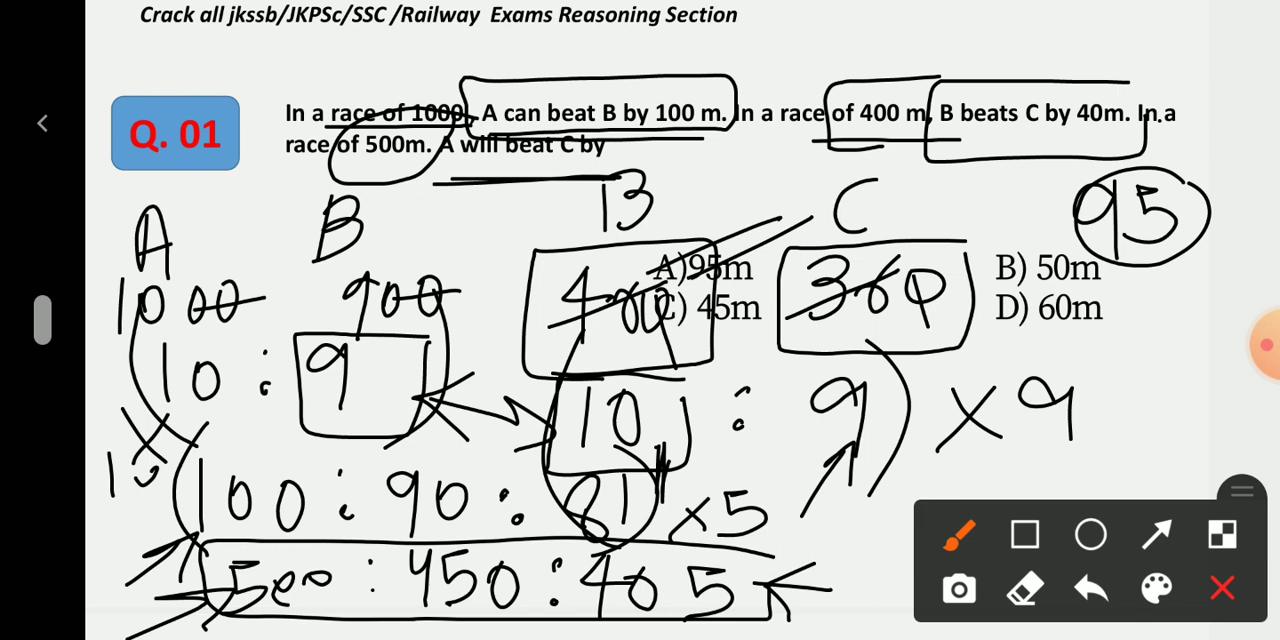 Crack all jkssb/JKPSc/SSC /Railway Exams Reasoning Section
Q. 01
In a race of 1000, A can beat B by 100 m. In a race of 400 m, B beats C by 40m. In a
race of 500m. A will beat C by
A B B C 95
A)95m B) 50m
1000 900 400 360
C) 45m D) 60m
10 : 9 10 : 9 x 9
x 10
100 : 90 : 81 x 5
500 : 450 : 405